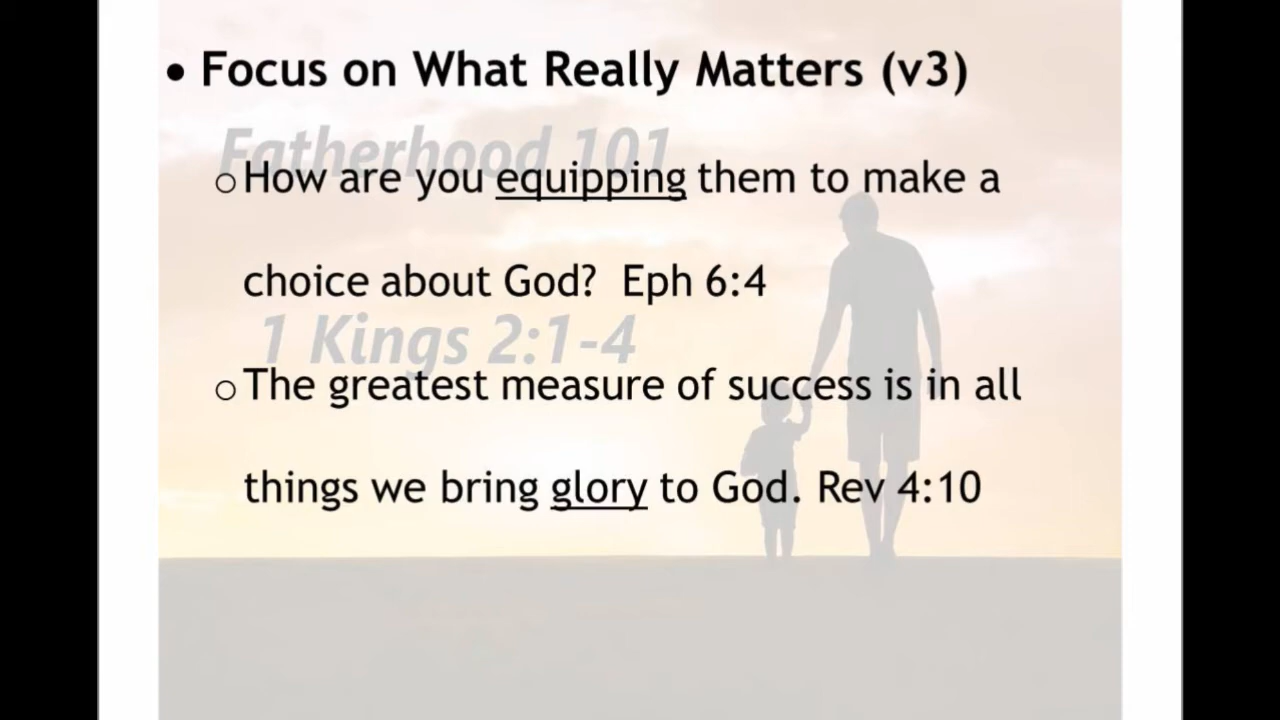 • Focus on What Really Matters (v3)
Fatherhood 101
○ How are you equipping them to make a
choice about God? Eph 6:4
1 Kings 2:1-4
○ The greatest measure of success is in all
things we bring glory to God. Rev 4:10